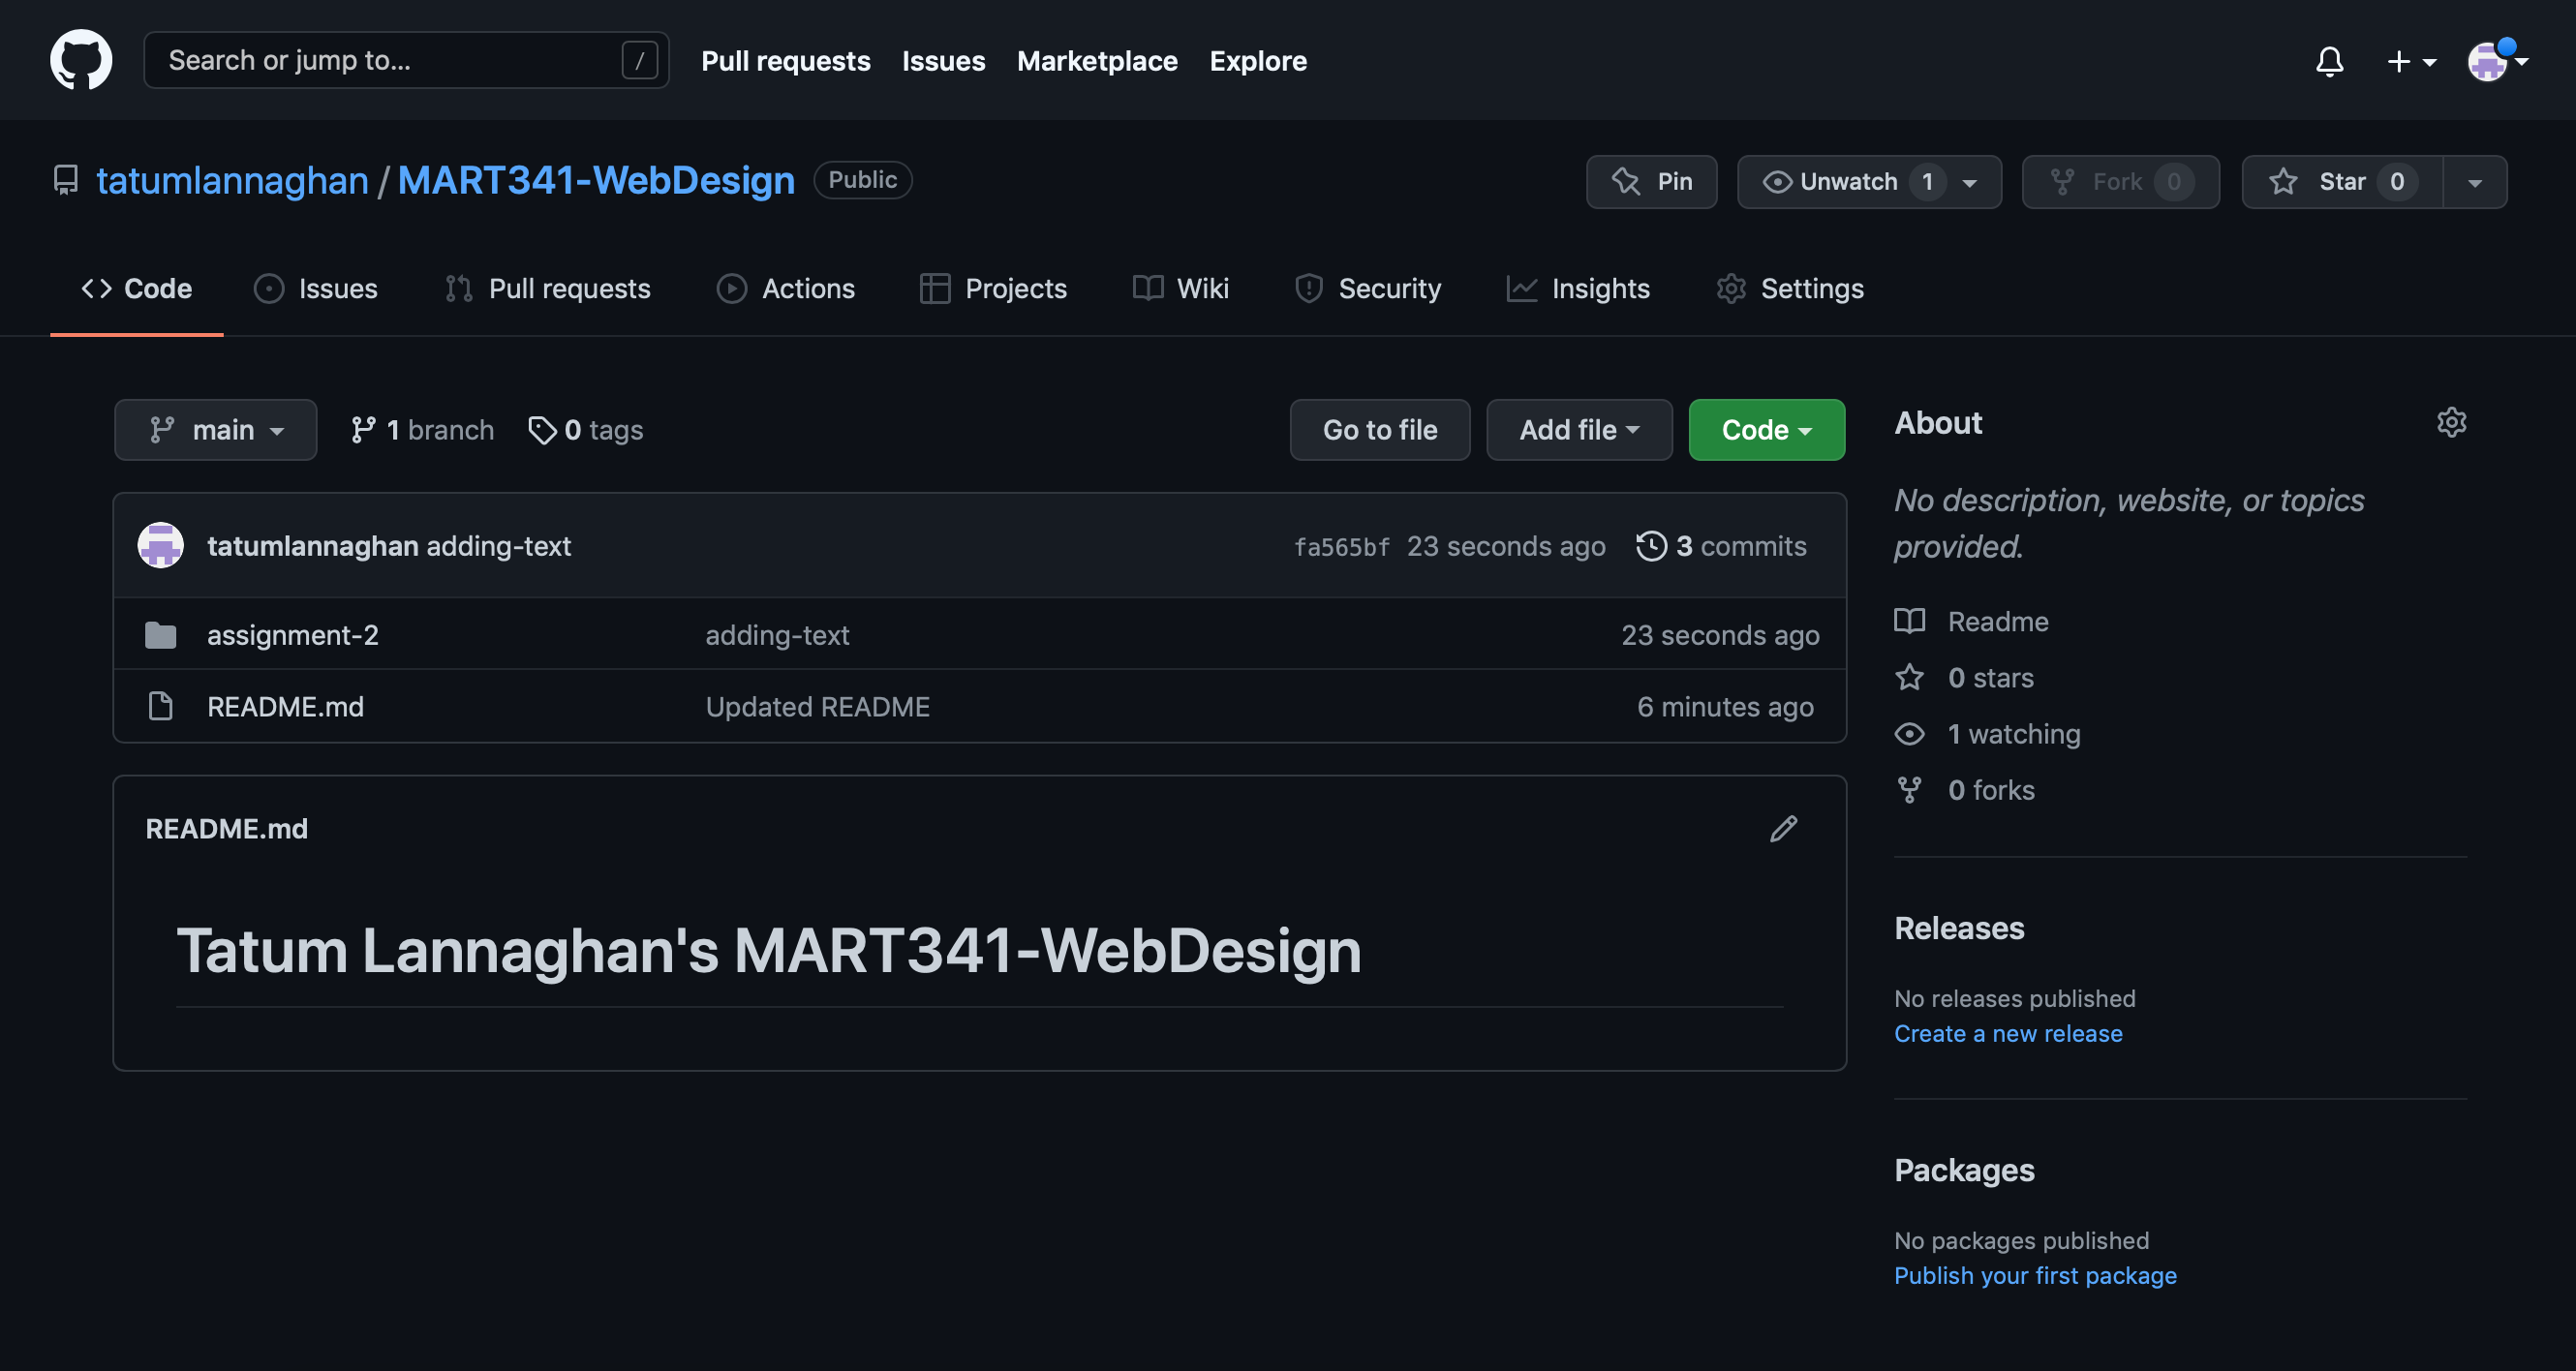 Search or jump to... /
Pull requests Issues Marketplace Explore
tatumlannaghan / MART341-WebDesign Public
Pin Unwatch 1 Fork 0 Star 0
Code Issues Pull requests Actions Projects Wiki Security Insights Settings
main 1 branch 0 tags
Go to file Add file Code
tatumlannaghan adding-text fa565bf 23 seconds ago 3 commits
assignment-2 adding-text 23 seconds ago
README.md Updated README 6 minutes ago
README.md
Tatum Lannaghan's MART341-WebDesign
About
No description, website, or topics
provided.
Readme
0 stars
1 watching
0 forks
Releases
No releases published
Create a new release
Packages
No packages published
Publish your first package